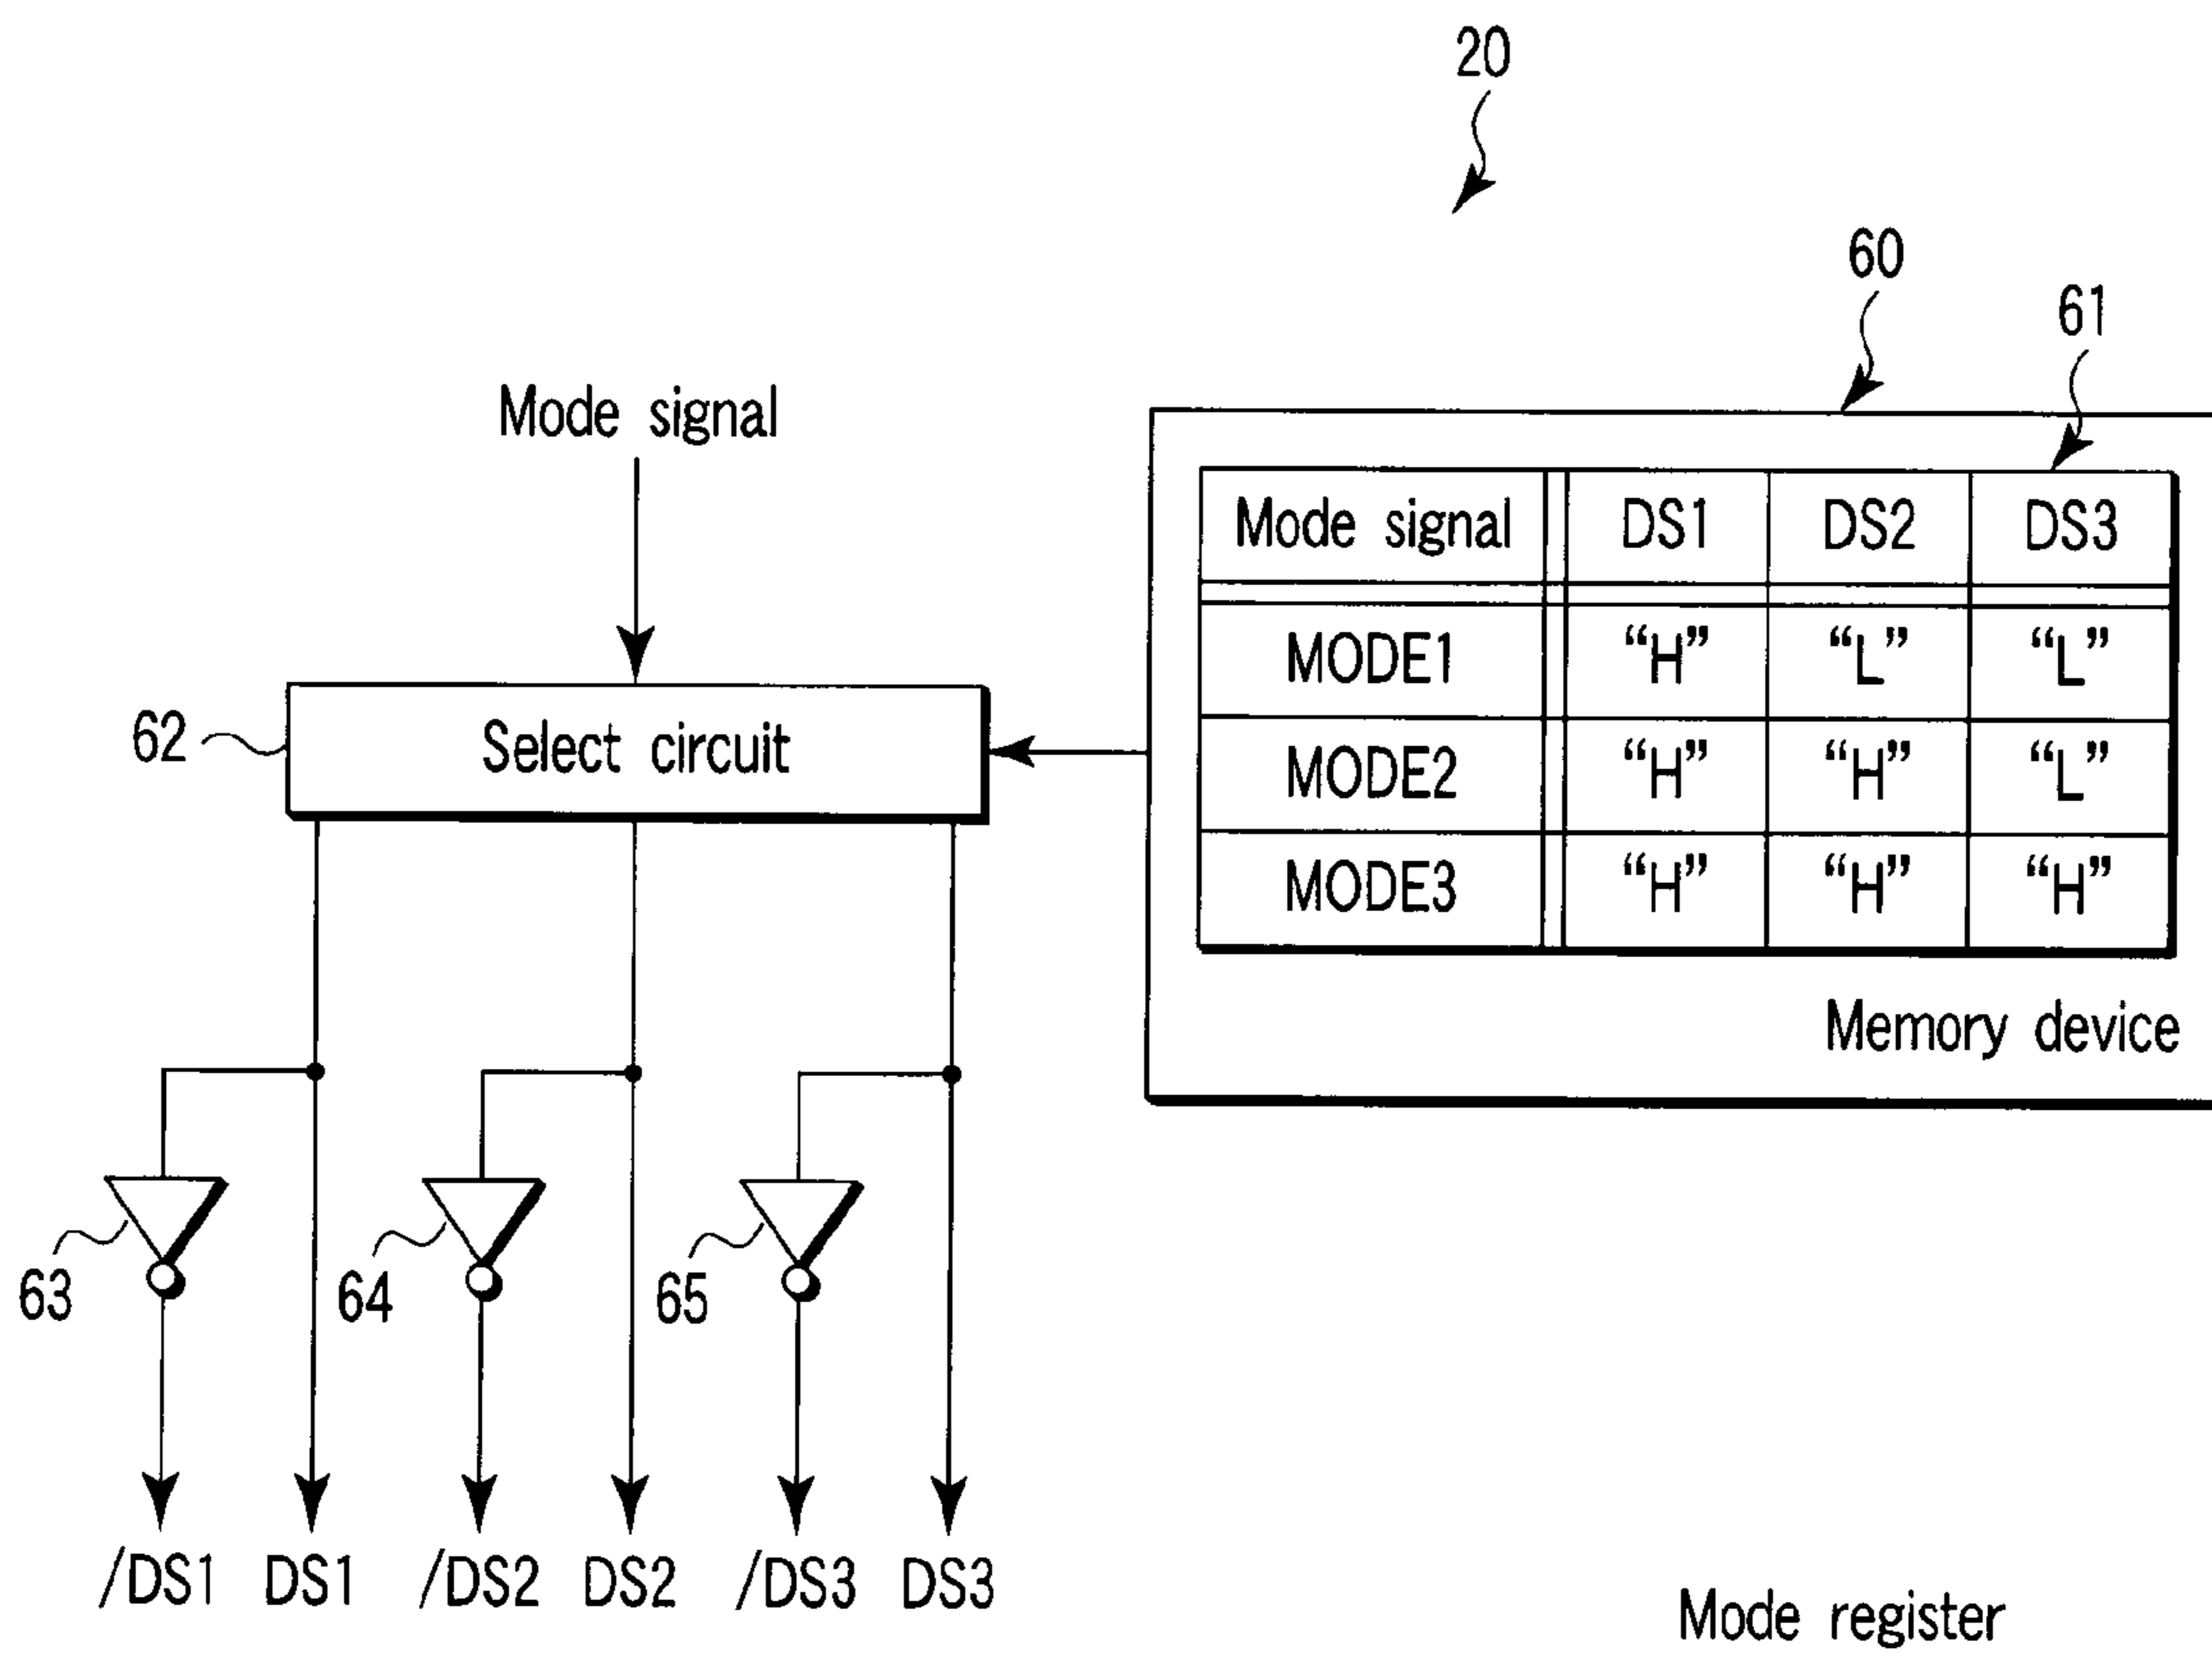 20
60
61
Mode signal
Mode signal DS1 DS2 DS3
MODE1 “H” “L” “L”
MODE2 “H” “H” “L”
MODE3 “H” “H” “H”
Memory device
62
Select circuit
63
64
65
/DS1 DS1 /DS2 DS2 /DS3 DS3
Mode register